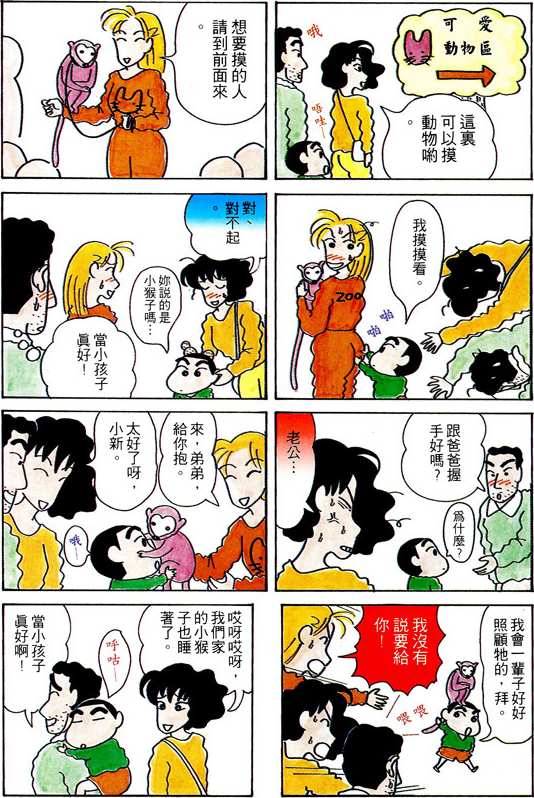 可愛
動物區
哦
唔哇—
這裏
可以摸
動物喲
。
想要摸的人
請到前面來
。
我摸摸看。
ZOO
啪
啪
對、
對不起
。
妳說的是
小猴子嗎…
當小孩子
真好！
跟爸爸握
手好嗎？
爲什麼？
老公…
來，弟弟，
給你抱。
太好了呀，
小新。
哦—
我會一輩子好好
照顧牠的，拜。
我沒有
說要給
你！
喂
喂
哎呀哎呀，
我們家
的小猴
子也睡
著了。
呼咕—
當小孩子
眞好啊！